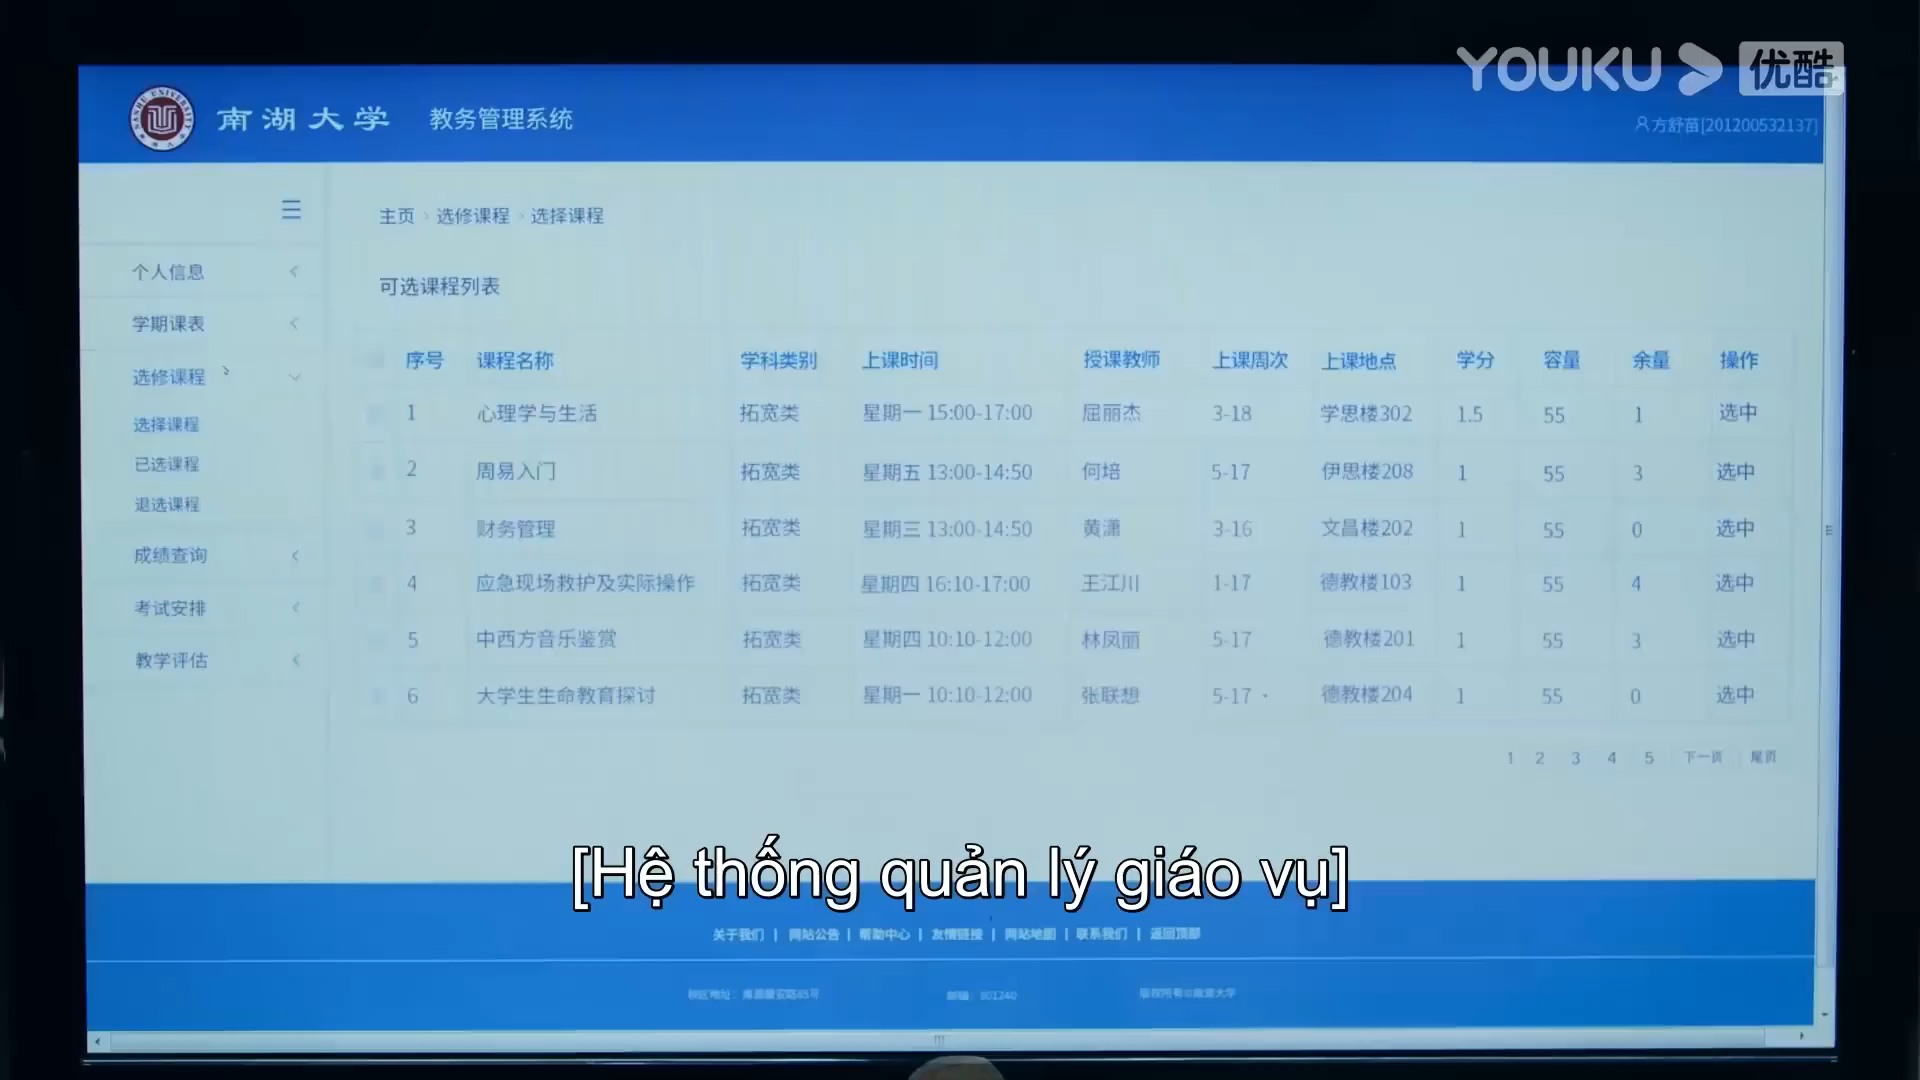 YOUKU 优酷
NANHU UNIVERSITY
南湖大学 教务管理系统
方舒苗[201200532137]
主页 > 选修课程 > 选择课程
个人信息
学期课表
选修课程
选择课程
已选课程
退选课程
成绩查询
考试安排
教学评估
可选课程列表
序号 课程名称 学科类别 上课时间 授课教师 上课周次 上课地点 学分 容量 余量 操作
1 心理学与生活 拓宽类 星期一 15:00-17:00 屈丽杰 3-18 学思楼302 1.5 55 1 选中
2 周易入门 拓宽类 星期五 13:00-14:50 何培 5-17 伊思楼208 1 55 3 选中
3 财务管理 拓宽类 星期三 13:00-14:50 黄潇 3-16 文昌楼202 1 55 0 选中
4 应急现场救护及实际操作 拓宽类 星期四 16:10-17:00 王江川 1-17 德教楼103 1 55 4 选中
5 中西方音乐鉴赏 拓宽类 星期四 10:10-12:00 林凤丽 5-17 德教楼201 1 55 3 选中
6 大学生生命教育探讨 拓宽类 星期一 10:10-12:00 张联想 5-17 德教楼204 1 55 0 选中
1 2 3 4 5 下一页 尾页
[Hệ thống quản lý giáo vụ]
关于我们 | 网站公告 | 帮助中心 | 友情链接 | 网站地图 | 联系我们 | 返回顶部
版权所有©南湖大学